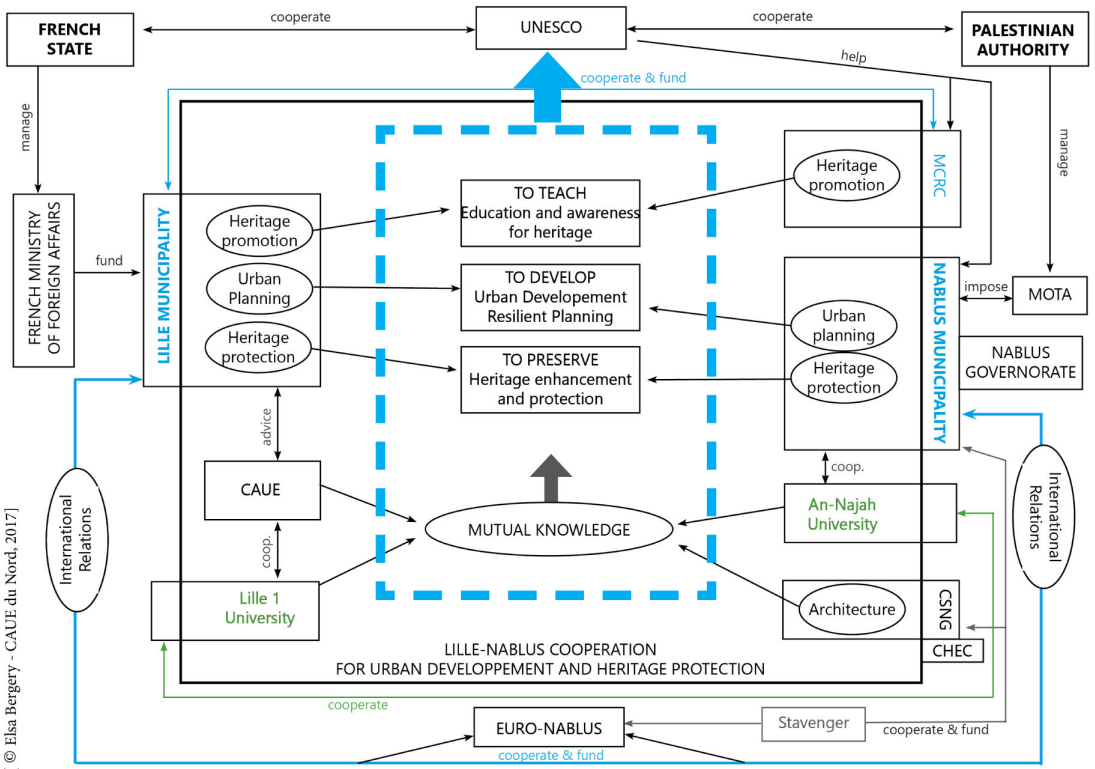 cooperate
cooperate
FRENCH
STATE
UNESCO
PALESTINIAN
AUTHORITY
help
cooperate & fund
manage
manage
MCRC
Heritage
promotion
TO TEACH
Education and awareness
for heritage
FRENCH MINISTRY
OF FOREIGN AFFAIRS
fund
LILLE MUNICIPALITY
Heritage
promotion
Urban
Planning
Heritage
protection
TO DEVELOP
Urban Developement
Resilient Planning
TO PRESERVE
Heritage enhancement
and protection
Urban
planning
Heritage
protection
NABLUS MUNICIPALITY
impose
MOTA
NABLUS
GOVERNORATE
advice
CAUE
coop.
MUTUAL KNOWLEDGE
coop.
An-Najah
University
International
Relations
International
Relations
Lille 1
University
Architecture
CSNG
CHEC
LILLE-NABLUS COOPERATION
FOR URBAN DEVELOPPEMENT AND HERITAGE PROTECTION
cooperate
EURO-NABLUS
Stavenger
cooperate & fund
cooperate & fund
© Elsa Bergery - CAUE du Nord, 2017]